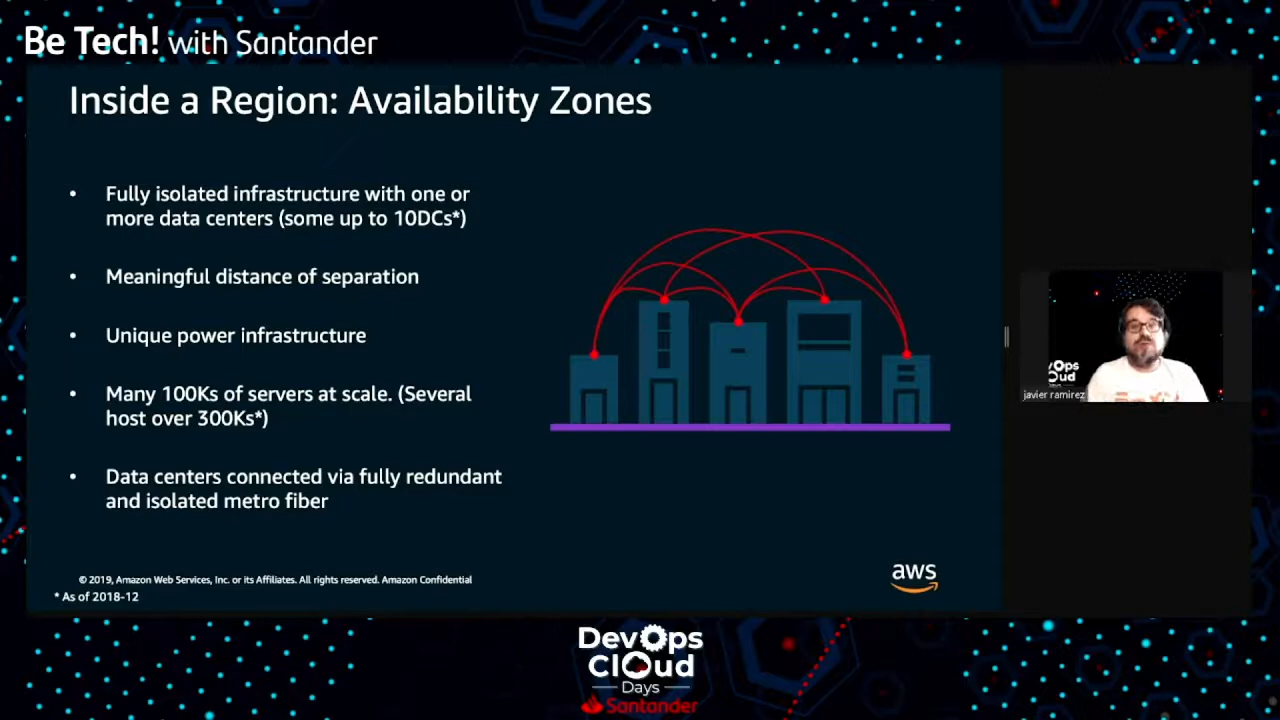 Be Tech! with Santander
Inside a Region: Availability Zones
• Fully isolated infrastructure with one or
more data centers (some up to 10DCs*)
• Meaningful distance of separation
• Unique power infrastructure
• Many 100Ks of servers at scale. (Several
host over 300Ks*)
• Data centers connected via fully redundant
and isolated metro fiber
© 2019, Amazon Web Services, Inc. or its Affiliates. All rights reserved. Amazon Confidential
* As of 2018-12
aws
javier ramirez
DevOps
Cloud
Days
Santander